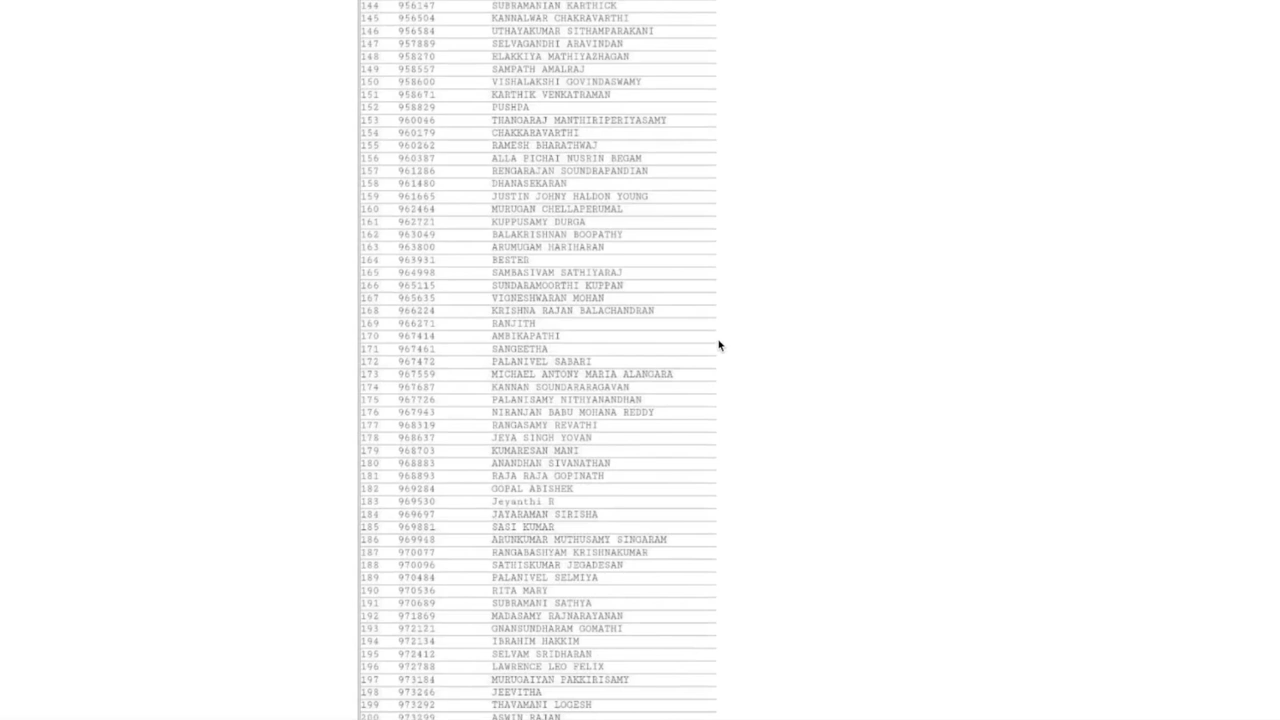 144 956147 SUBRAMANIAN KARTHICK
145 956504 KANNALWAR CHAKRAVARTHI
146 956584 UTHAYAKUMAR SITHAMPARAKANI
147 957889 SELVAGANDHI ARAVINDAN
148 958270 ELAKKIYA MATHIYAZHAGAN
149 958557 SAMPATH AMALRAJ
150 958600 VISHALAKSHI GOVINDASWAMY
151 958671 KARTHIK VENKATRAMAN
152 958829 PUSHPA
153 960046 THANGARAJ MANTHIRIPERIYASAMY
154 960179 CHAKKARAVARTHI
155 960262 RAMESH BHARATHWAJ
156 960387 ALLA PICHAI NUSRIN BEGAM
157 961286 RENGARAJAN SOUNDRAPANDIAN
158 961480 DHANASEKARAN
159 961665 JUSTIN JOHNY HALDON YOUNG
160 962464 MURUGAN CHELLAPERUMAL
161 962721 KUPPUSAMY DURGA
162 963049 BALAKRISHNAN BOOPATHY
163 963800 ARUMUGAM HARIHARAN
164 963931 BESTES
165 964998 SAMBASIVAM SATHIYARAJ
166 965115 SUNDARAMOORTHI KUPPAN
167 965635 VIGNESHWARAN MOHAN
168 966224 KRISHNA RAJAN BALACHANDRAN
169 966271 RANJITH
170 967414 AMBIKAPATHI
171 967461 SANGEETHA
172 967472 PALANIVEL SABARI
173 967559 MICHAEL ANTONY MARIA ALANGARA
174 967687 KANNAN SOUNDARARAGAVAN
175 967726 PALANISAMY NITHYANANDHAN
176 967943 NIRANJAN BABU MOHANA REDDY
177 968319 RANGASAMY REVATHI
178 968637 JEYA SINGH YOVAN
179 968703 KUMARESAN MANI
180 968883 ANANDHAN SIVANATHAN
181 968893 RAJA RAJA GOPINATH
182 969284 GOPAL ABISHEK
183 969530 Jeyanthi R
184 969697 JAYARAMAN SIRISHA
185 969881 SASI KUMAR
186 969948 ARUNKUMAR MUTHUSAMY SINGARAM
187 970077 RANGABASHYAM KRISHNAKUMAR
188 970096 SATHISKUMAR JEGADESAN
189 970484 PALANIVEL SELMIYA
190 970536 RITA MARY
191 970689 SUBRAMANI SATHYA
192 971869 MADASAMY RAJNARAYANAN
193 972121 GNANSUNDHARAM GOMATHI
194 972134 IBRAHIM HAKKIM
195 972412 SELVAM SRIDHARAN
196 972788 LAWRENCE LEO FELIX
197 973184 MURUGAIYAN PAKKIRISAMY
198 973246 JEEVITHA
199 973292 THAVAMANI LOGESH
200 973299 ASWIN RAJAN